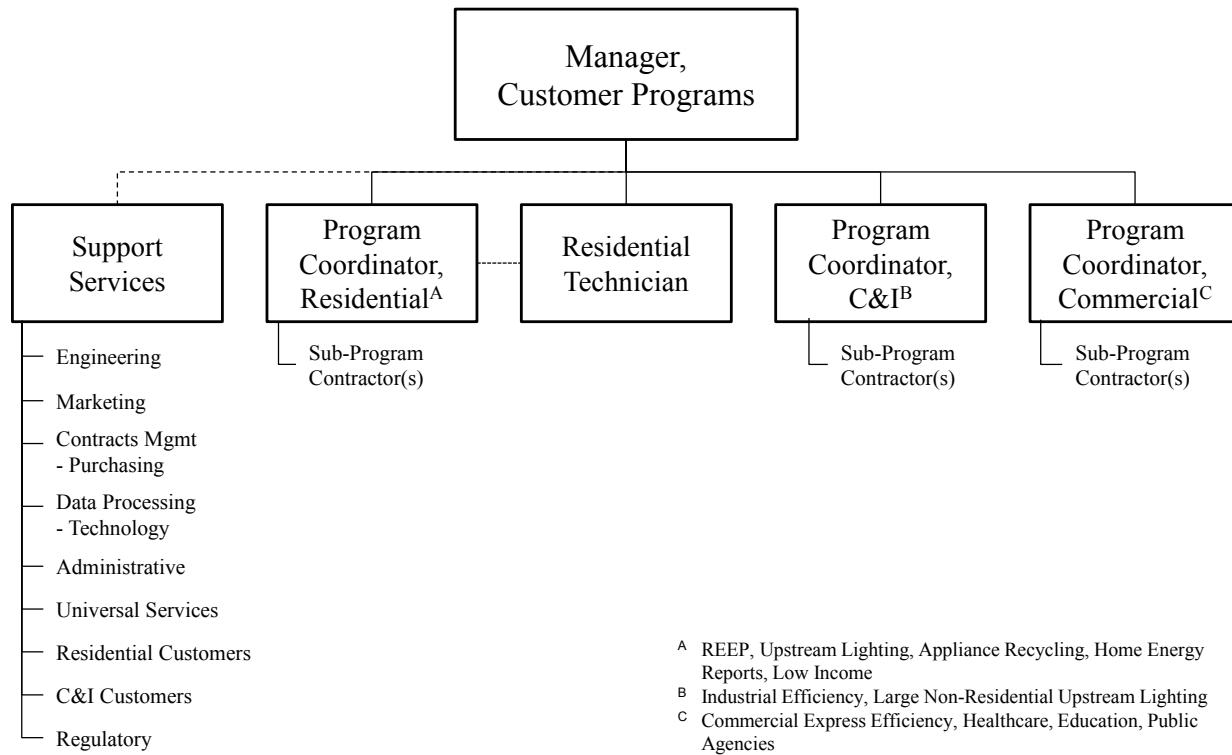 Manager,
Customer Programs
Support
Services
Program
Coordinator,
Residentialᴬ
Residential
Technician
Program
Coordinator,
C&Iᴮ
Program
Coordinator,
Commercialᶜ
Engineering
Marketing
Contracts Mgmt
- Purchasing
Data Processing
- Technology
Administrative
Universal Services
Residential Customers
C&I Customers
Regulatory
Sub-Program
Contractor(s)
Sub-Program
Contractor(s)
Sub-Program
Contractor(s)
A REEP, Upstream Lighting, Appliance Recycling, Home Energy
Reports, Low Income
B Industrial Efficiency, Large Non-Residential Upstream Lighting
C Commercial Express Efficiency, Healthcare, Education, Public
Agencies